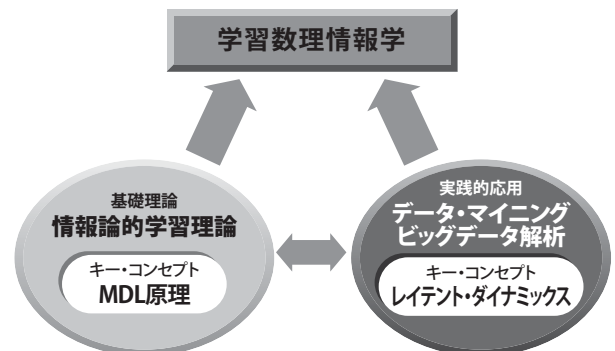 学習数理情報学
基礎理論
情報論的学習理論
キー・コンセプト
MDL原理
実践的応用
データ・マイニング
ビッグデータ解析
キー・コンセプト
レイテント・ダイナミックス